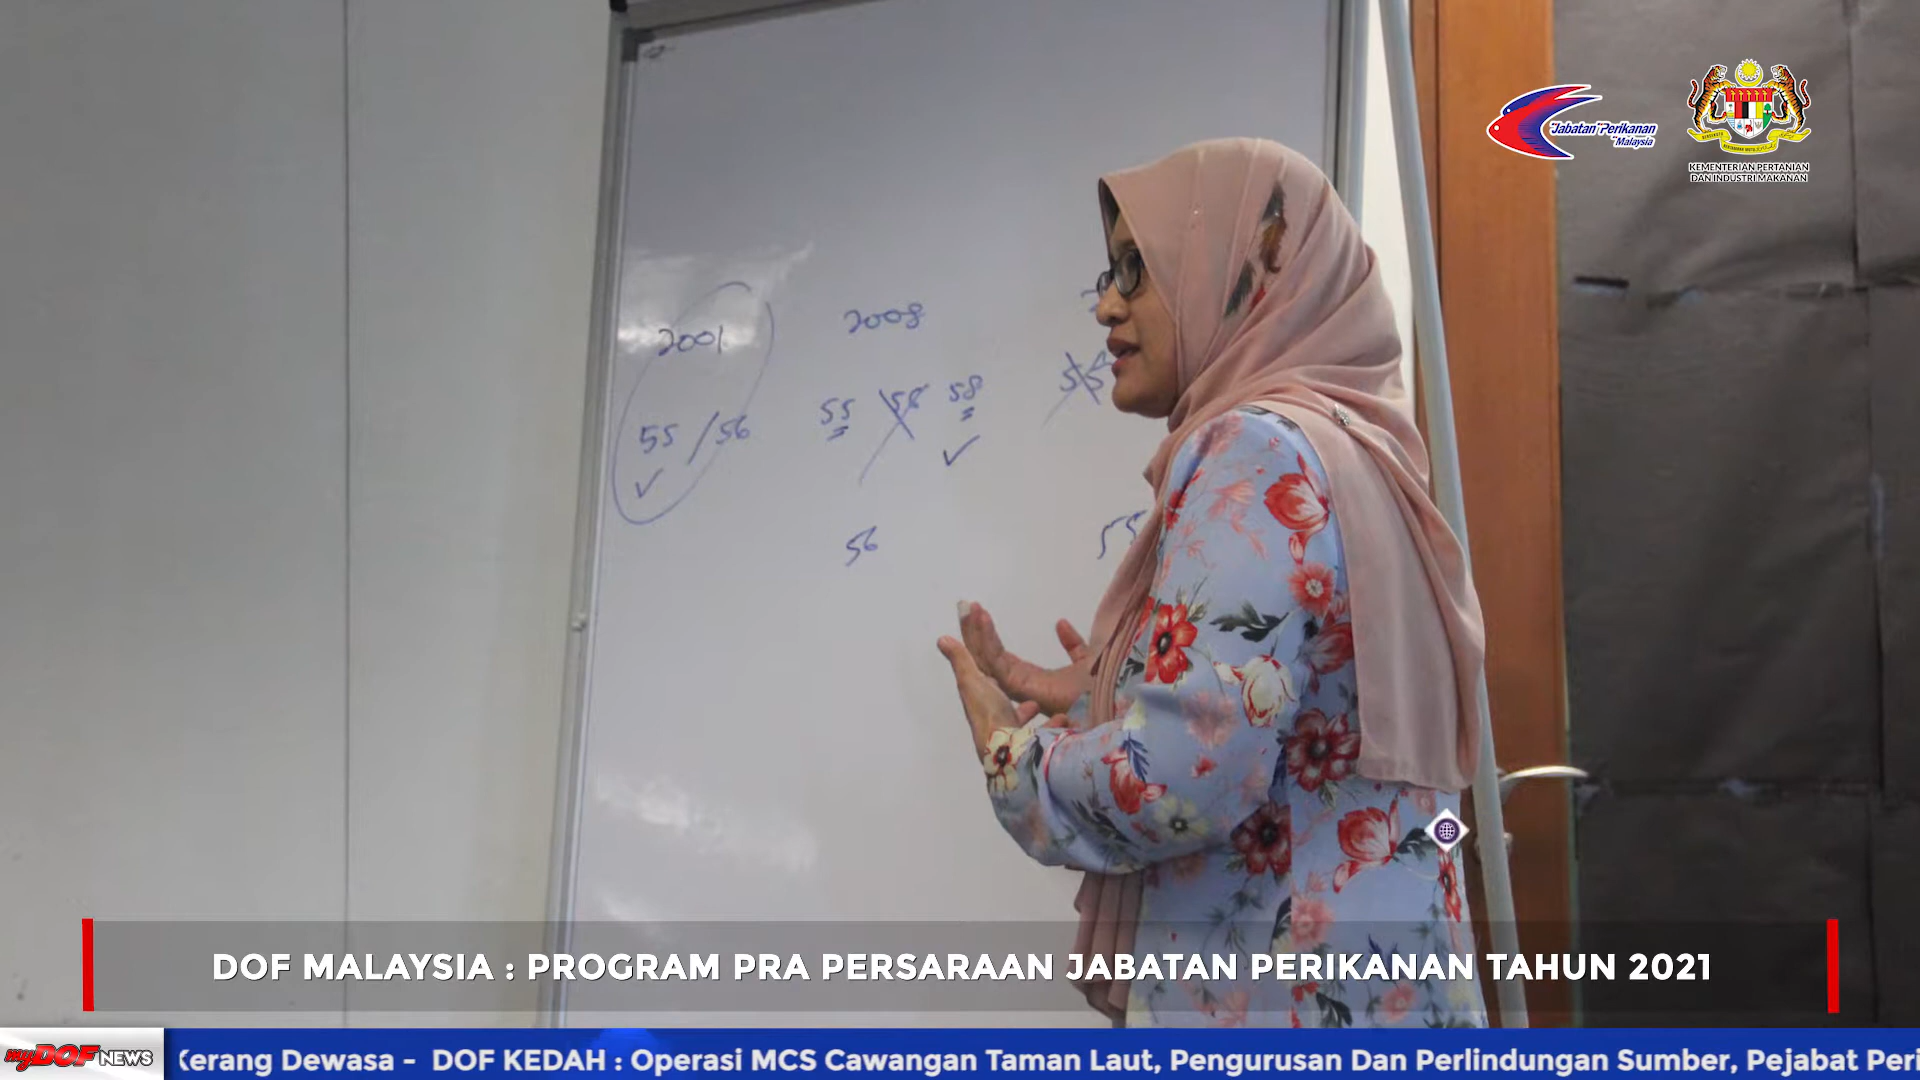 Jabatan Perikanan
Malaysia
KEMENTERIAN PERTANIAN
DAN INDUSTRI MAKANAN
2001
2008
55 / 56
55 58 58
55
56
55
DOF MALAYSIA : PROGRAM PRA PERSARAAN JABATAN PERIKANAN TAHUN 2021
myDOF NEWS
Kerang Dewasa - DOF KEDAH : Operasi MCS Cawangan Taman Laut, Pengurusan Dan Perlindungan Sumber, Pejabat Peri